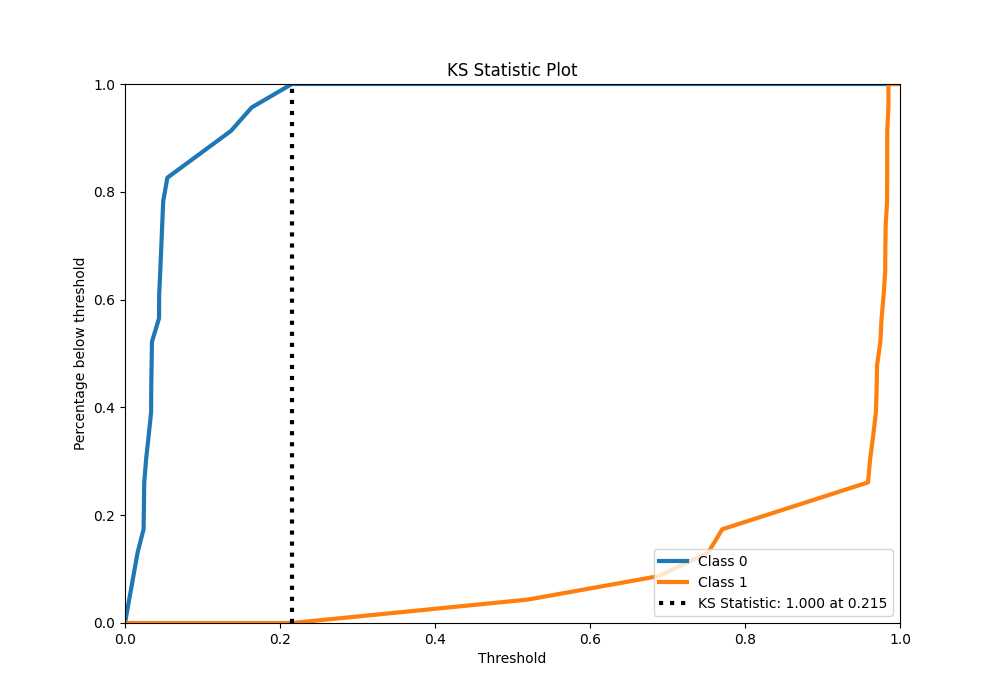 KS Statistic Plot
1.0
0.8
0.6
0.4
0.2
0.0
Percentage below threshold
0.0 0.2 0.4 0.6 0.8 1.0
Threshold
Class 0
Class 1
KS Statistic: 1.000 at 0.215